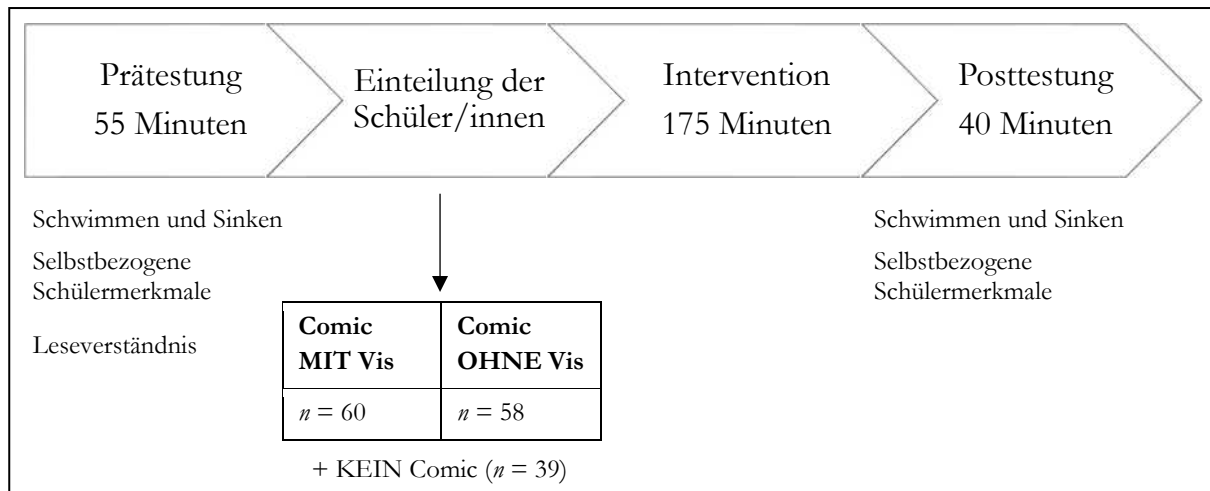 Prätestung
55 Minuten
Einteilung der
Schüler/innen
Intervention
175 Minuten
Posttestung
40 Minuten
Schwimmen und Sinken
Selbstbezogene
Schülermerkmale
Leseverständnis
Comic
MIT Vis
Comic
OHNE Vis
n = 60
n = 58
+ KEIN Comic (n = 39)
Schwimmen und Sinken
Selbstbezogene
Schülermerkmale